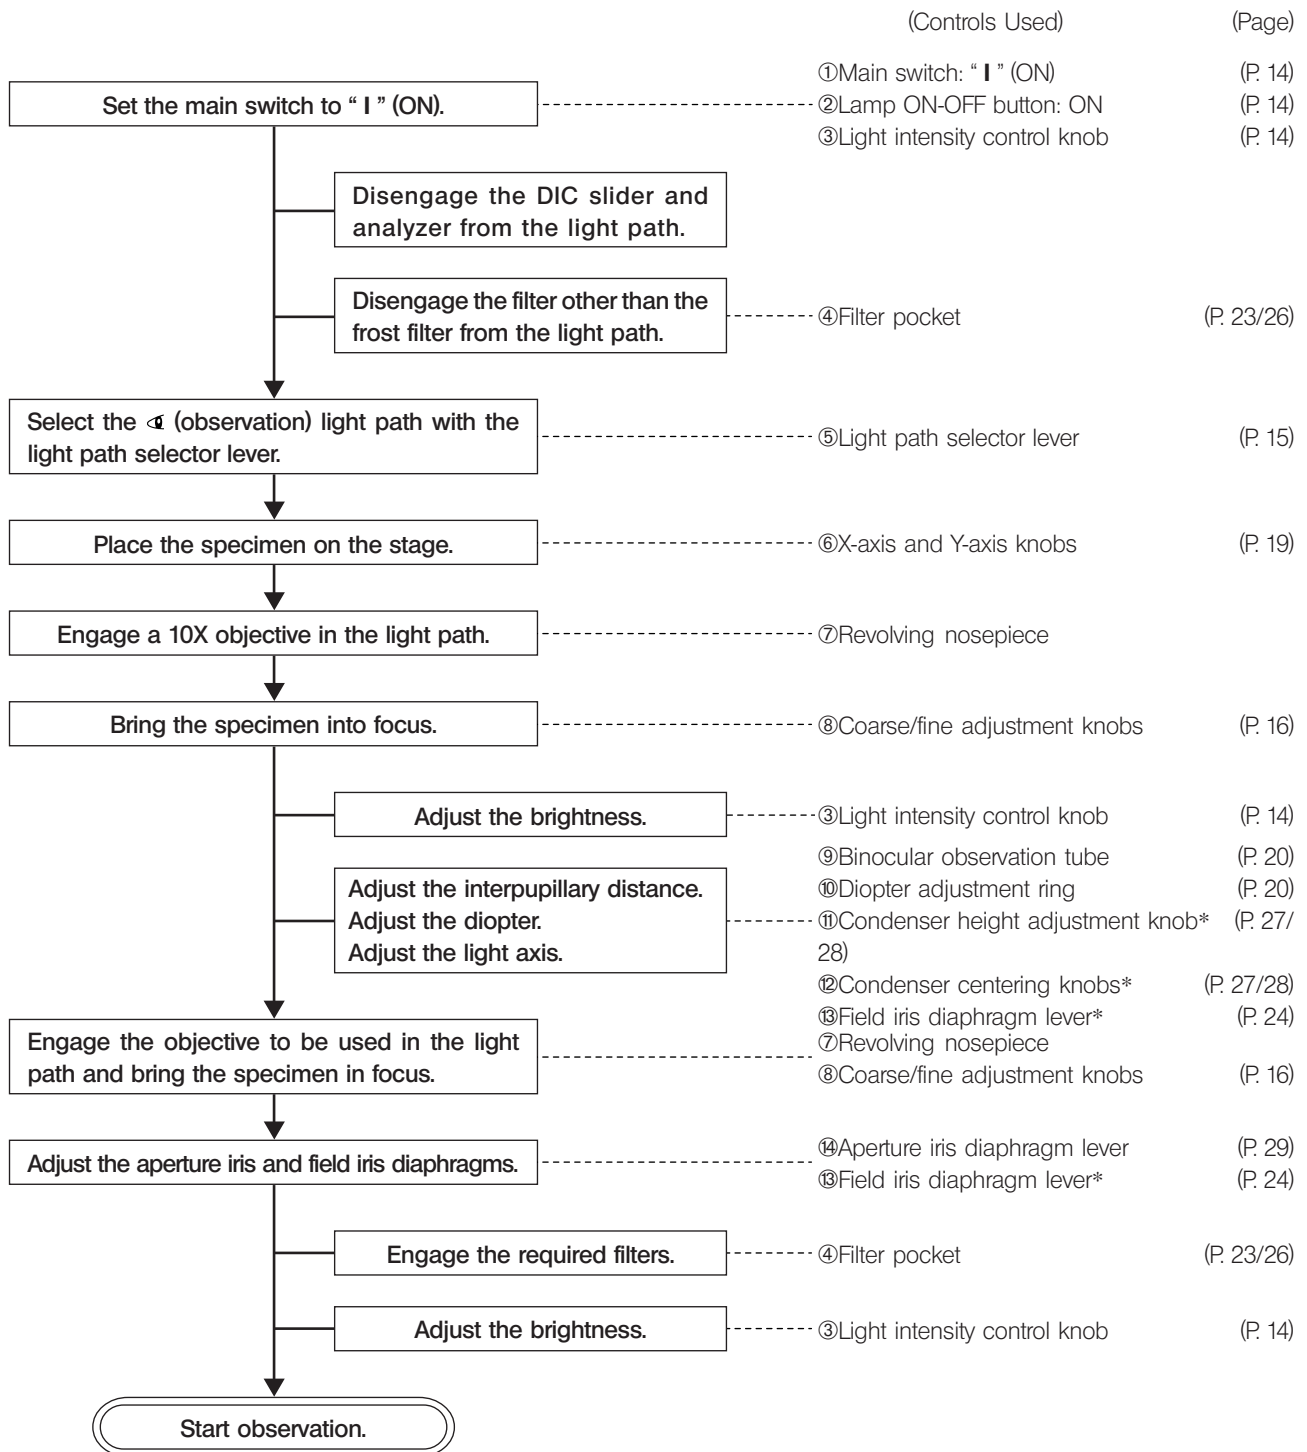 (Controls Used) (Page)
Set the main switch to “ I ” (ON).
①Main switch: “ I ” (ON) (P. 14)
②Lamp ON-OFF button: ON (P. 14)
③Light intensity control knob (P. 14)
Disengage the DIC slider and
analyzer from the light path.
Disengage the filter other than the
frost filter from the light path.
④Filter pocket (P. 23/26)
Select the (observation) light path with the
light path selector lever.
⑤Light path selector lever (P. 15)
Place the specimen on the stage.
⑥X-axis and Y-axis knobs (P. 19)
Engage a 10X objective in the light path.
⑦Revolving nosepiece
Bring the specimen into focus.
⑧Coarse/fine adjustment knobs (P. 16)
Adjust the brightness.
③Light intensity control knob (P. 14)
Adjust the interpupillary distance.
Adjust the diopter.
Adjust the light axis.
⑨Binocular observation tube (P. 20)
⑩Diopter adjustment ring (P. 20)
⑪Condenser height adjustment knob* (P. 27/
28)
⑫Condenser centering knobs* (P. 27/28)
⑬Field iris diaphragm lever* (P. 24)
Engage the objective to be used in the light
path and bring the specimen in focus.
⑦Revolving nosepiece
⑧Coarse/fine adjustment knobs (P. 16)
Adjust the aperture iris and field iris diaphragms.
⑭Aperture iris diaphragm lever (P. 29)
⑬Field iris diaphragm lever* (P. 24)
Engage the required filters.
④Filter pocket (P. 23/26)
Adjust the brightness.
③Light intensity control knob (P. 14)
Start observation.